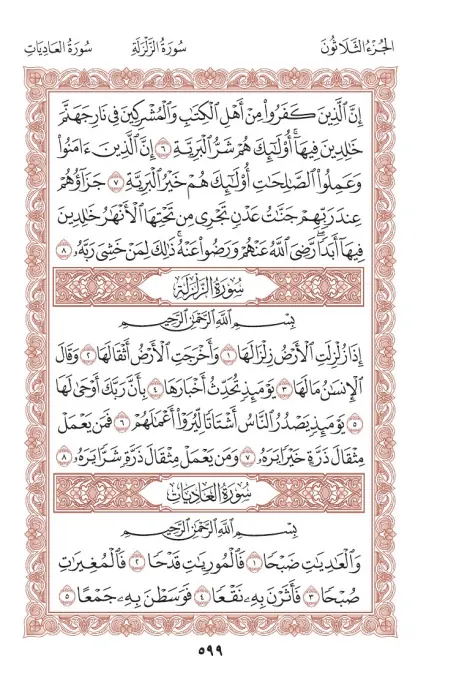 الجُزْءُ الثَّلَاثُونَ سُورَةُ الزَّلْزَلَةِ سُورَةُ العَادِيَاتِ
إِنَّ ٱلَّذِينَ كَفَرُوا۟ مِنْ أَهْلِ ٱلْكِتَٰبِ وَٱلْمُشْرِكِينَ فِى نَارِ جَهَنَّمَ
خَٰلِدِينَ فِيهَآ ۚ أُو۟لَٰٓئِكَ هُمْ شَرُّ ٱلْبَرِيَّةِ ٦ إِنَّ ٱلَّذِينَ ءَامَنُوا۟
وَعَمِلُوا۟ ٱلصَّٰلِحَٰتِ أُو۟لَٰٓئِكَ هُمْ خَيْرُ ٱلْبَرِيَّةِ ٧ جَزَآؤُهُمْ
عِندَ رَبِّهِمْ جَنَّٰتُ عَدْنٍ تَجْرِى مِن تَحْتِهَا ٱلْأَنْهَٰرُ خَٰلِدِينَ
فِيهَآ أَبَدًا ۖ رَّضِىَ ٱللَّهُ عَنْهُمْ وَرَضُوا۟ عَنْهُ ۚ ذَٰلِكَ لِمَنْ خَشِىَ رَبَّهُۥ ٨
سُورَةُ الزَّلْزَلَةِ
بِسْمِ ٱللَّهِ ٱلرَّحْمَٰنِ ٱلرَّحِيمِ
إِذَا زُلْزِلَتِ ٱلْأَرْضُ زِلْزَالَهَا ١ وَأَخْرَجَتِ ٱلْأَرْضُ أَثْقَالَهَا ٢ وَقَالَ
ٱلْإِنسَٰنُ مَا لَهَا ٣ يَوْمَئِذٍ تُحَدِّثُ أَخْبَارَهَا ٤ بِأَنَّ رَبَّكَ أَوْحَىٰ لَهَا
٥ يَوْمَئِذٍ يَصْدُرُ ٱلنَّاسُ أَشْتَاتًا لِّيُرَوْا۟ أَعْمَٰلَهُمْ ٦ فَمَن يَعْمَلْ
مِثْقَالَ ذَرَّةٍ خَيْرًا يَرَهُۥ ٧ وَمَن يَعْمَلْ مِثْقَالَ ذَرَّةٍ شَرًّا يَرَهُۥ ٨
سُورَةُ العَادِيَاتِ
بِسْمِ ٱللَّهِ ٱلرَّحْمَٰنِ ٱلرَّحِيمِ
وَٱلْعَٰدِيَٰتِ ضَبْحًا ١ فَٱلْمُورِيَٰتِ قَدْحًا ٢ فَٱلْمُغِيرَٰتِ
صُبْحًا ٣ فَأَثَرْنَ بِهِۦ نَقْعًا ٤ فَوَسَطْنَ بِهِۦ جَمْعًا ٥
٥٩٩